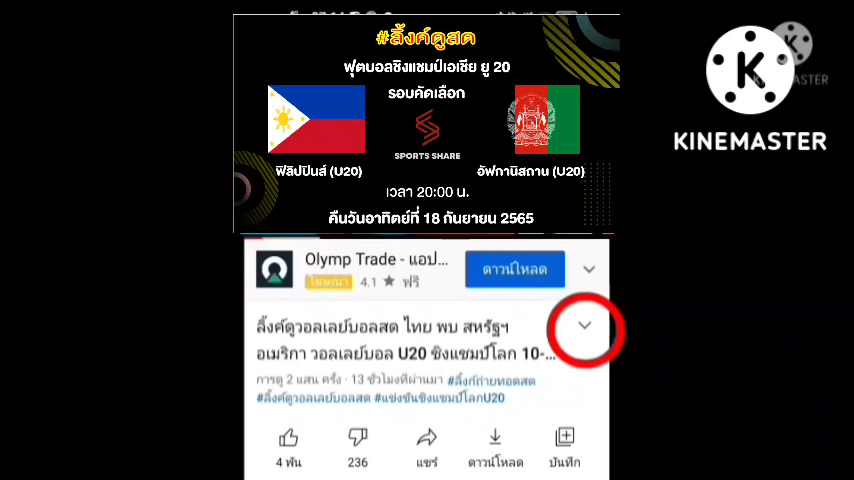 #ลิ้งค์ดูสด
ฟุตบอลชิงแชมป์เอเชีย ยู 20
รอบคัดเลือก
SPORTS SHARE
ฟิลิปปินส์ (U20)
อัฟกานิสถาน (U20)
เวลา 20:00 น.
คืนวันอาทิตย์ที่ 18 กันยายน 2565
KINEMASTER
Olymp Trade - แอป...
ดาวน์โหลด
โฆษณา 4.1 ★ ฟรี
ลิ้งค์ดูวอลเลย์บอลสด ไทย พบ สหรัฐฯ
อเมริกา วอลเลย์บอล U20 ชิงแชมป์โลก 10-...
การดู 2 แสน ครั้ง · 13 ชั่วโมงที่ผ่านมา #ลิ้งก์ถ่ายทอดสด
#ลิ้งค์ดูวอลเลย์บอลสด #แข่งขันชิงแชมป์โลกU20
4 พัน
236
แชร์
ดาวน์โหลด
บันทึก